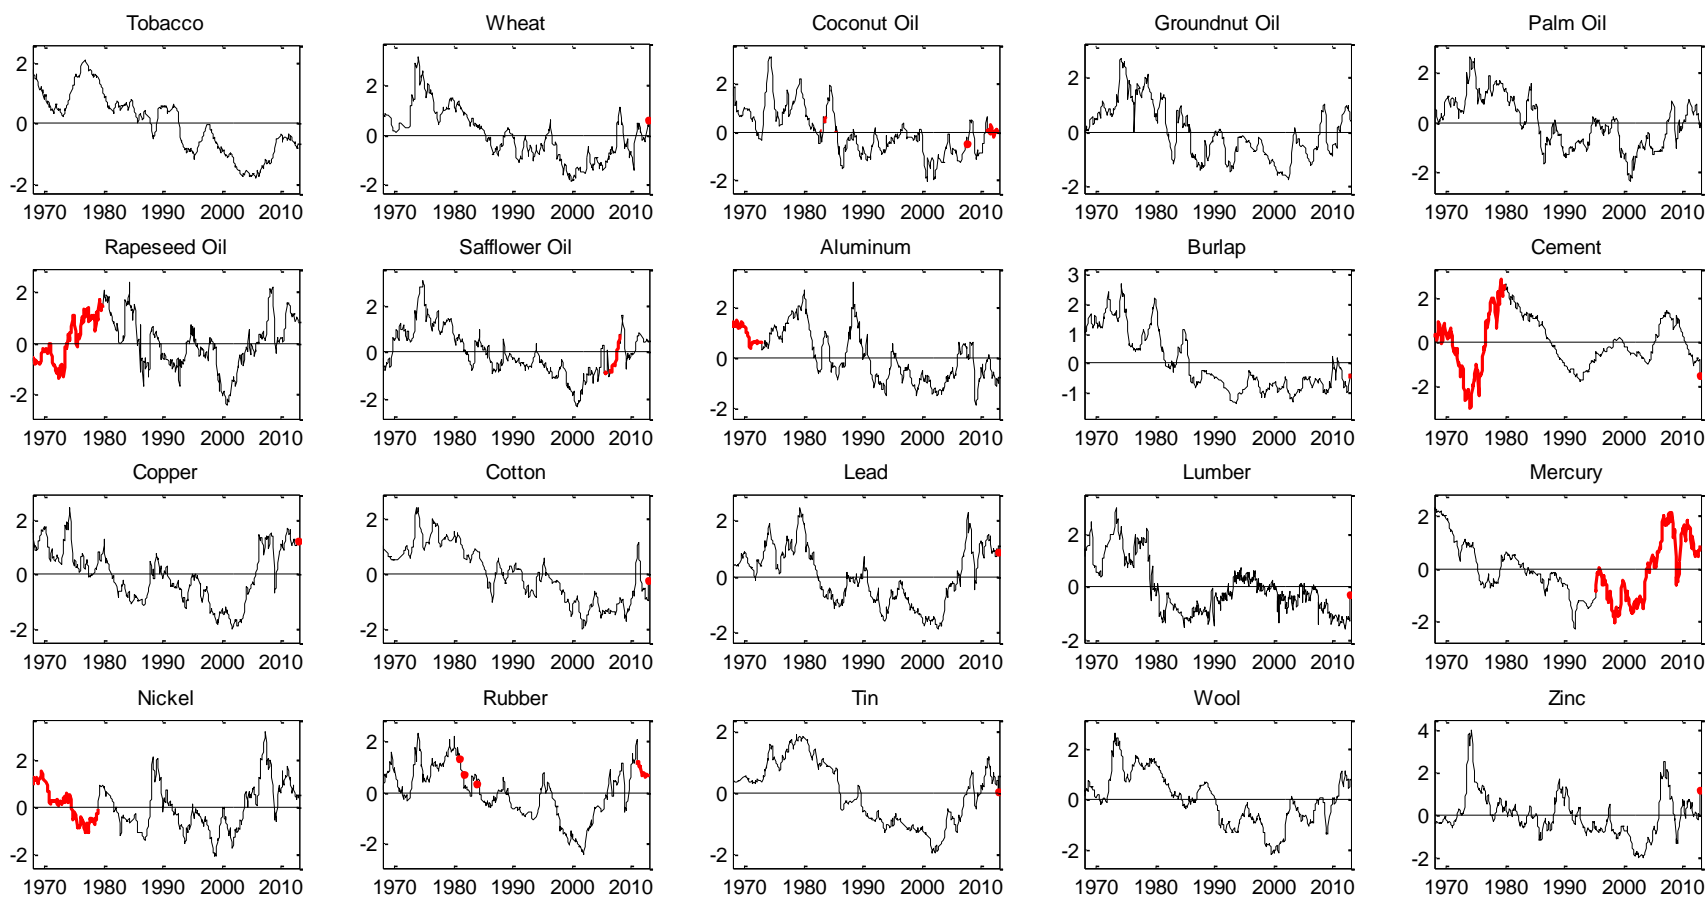 Tobacco Wheat Coconut Oil Groundnut Oil Palm Oil
2 0 -2
2 0 -2
2 0 -2
2 0 -2
2 0 -2
1970 1980 1990 2000 2010 1970 1980 1990 2000 2010 1970 1980 1990 2000 2010 1970 1980 1990 2000 2010 1970 1980 1990 2000 2010
Rapeseed Oil Safflower Oil Aluminum Burlap Cement
2 0 -2
2 0 -2
2 0 -2
3 2 1 0 -1
2 0 -2
1970 1980 1990 2000 2010 1970 1980 1990 2000 2010 1970 1980 1990 2000 2010 1970 1980 1990 2000 2010 1970 1980 1990 2000 2010
Copper Cotton Lead Lumber Mercury
2 0 -2
2 0 -2
2 0 -2
2 0 -2
2 0 -2
1970 1980 1990 2000 2010 1970 1980 1990 2000 2010 1970 1980 1990 2000 2010 1970 1980 1990 2000 2010 1970 1980 1990 2000 2010
Nickel Rubber Tin Wool Zinc
2 0 -2
2 0 -2
2 0 -2
2 0 -2
4 2 0 -2
1970 1980 1990 2000 2010 1970 1980 1990 2000 2010 1970 1980 1990 2000 2010 1970 1980 1990 2000 2010 1970 1980 1990 2000 2010